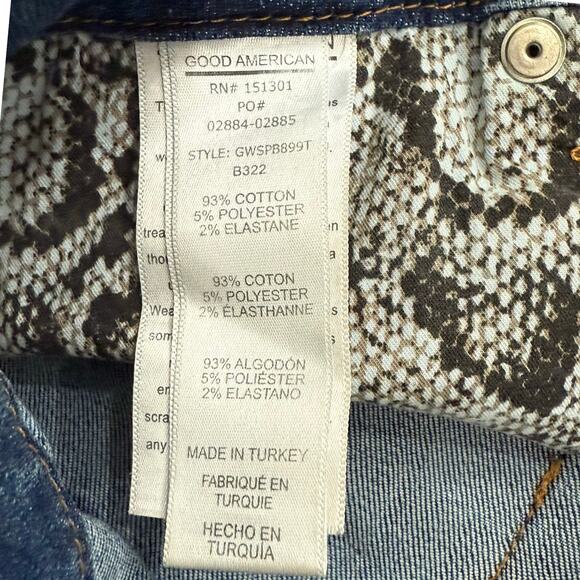 GOOD AMERICAN
RN# 151301
PO#
02884-02885
STYLE: GWSPB899T
B322
93% COTTON
5% POLYESTER
2% ELASTANE
93% COTON
5% POLYESTER
2% ÉLASTHANNE
93% ALGODÓN
5% POLIÉSTER
2% ELASTANO
MADE IN TURKEY
FABRIQUÉ EN
TURQUIE
HECHO EN
TURQUÍA